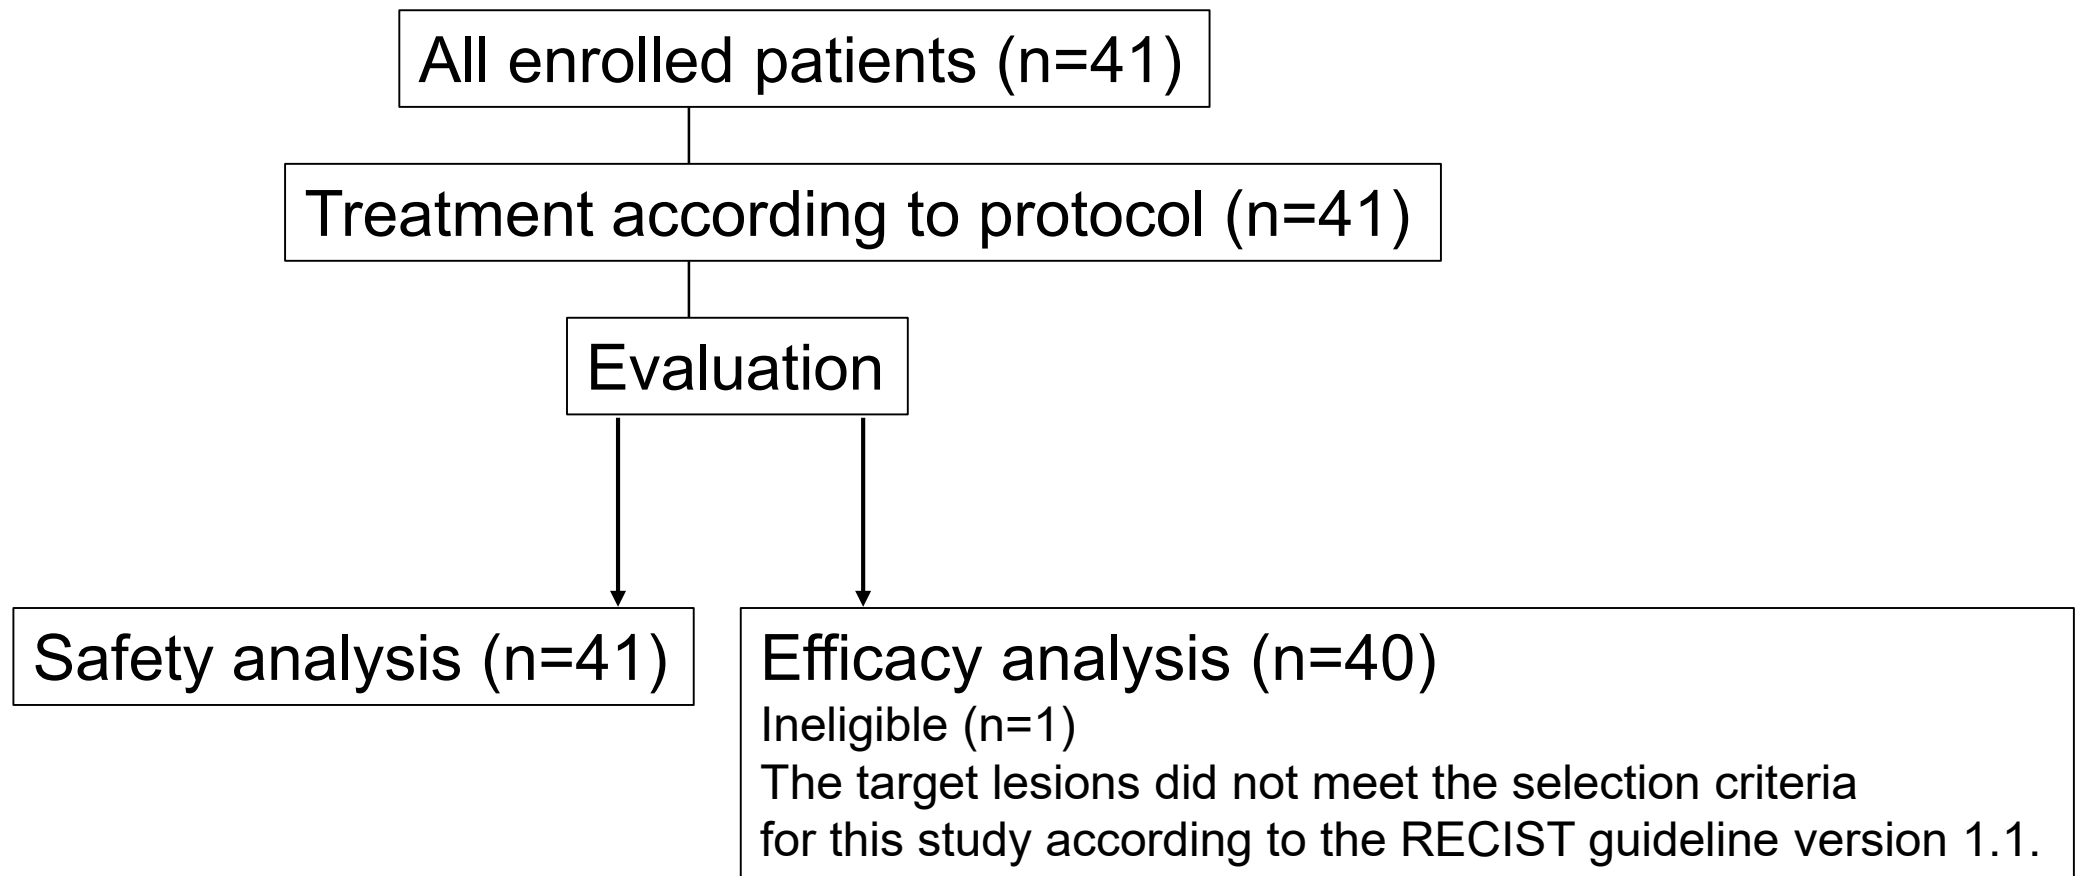 All enrolled patients (n=41)
Treatment according to protocol (n=41)
Evaluation
Safety analysis (n=41)
Efficacy analysis (n=40)
Ineligible (n=1)
The target lesions did not meet the selection criteria
for this study according to the RECIST guideline version 1.1.